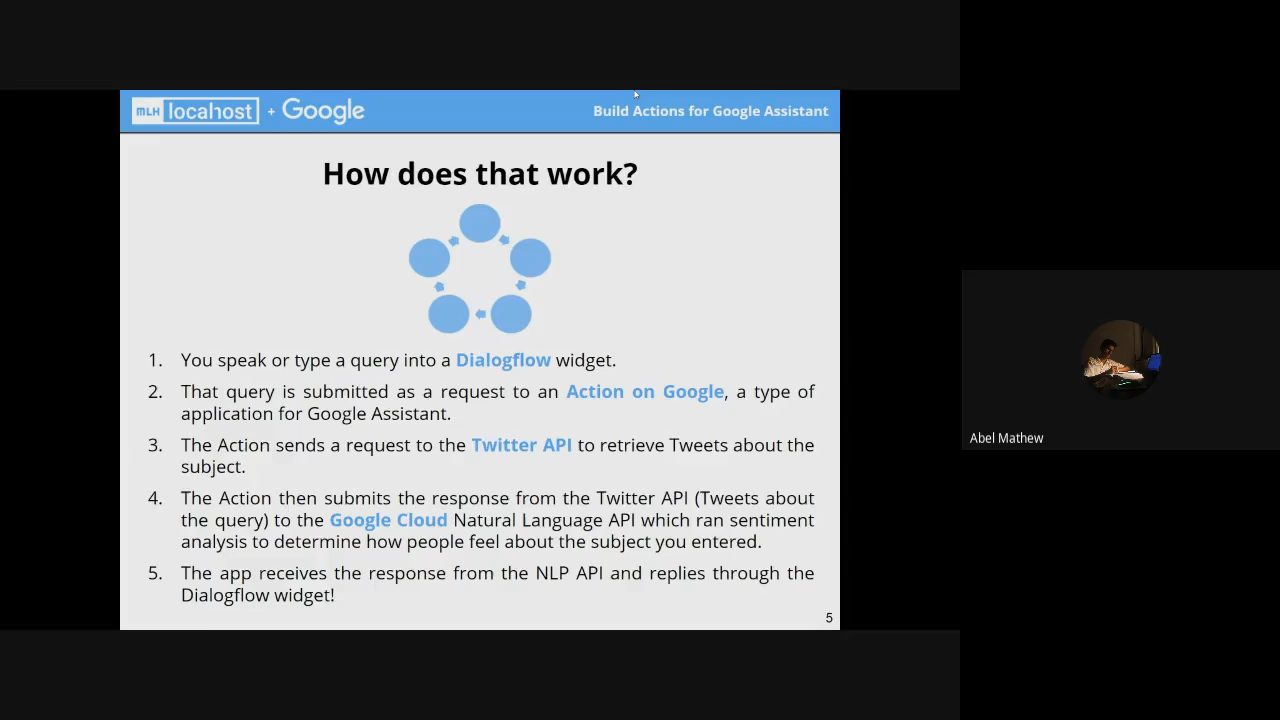 MLH localhost + Google
Build Actions for Google Assistant
How does that work?
1. You speak or type a query into a Dialogflow widget.
2. That query is submitted as a request to an Action on Google, a type of
application for Google Assistant.
3. The Action sends a request to the Twitter API to retrieve Tweets about the
subject.
4. The Action then submits the response from the Twitter API (Tweets about
the query) to the Google Cloud Natural Language API which ran sentiment
analysis to determine how people feel about the subject you entered.
5. The app receives the response from the NLP API and replies through the
Dialogflow widget!
5
Abel Mathew